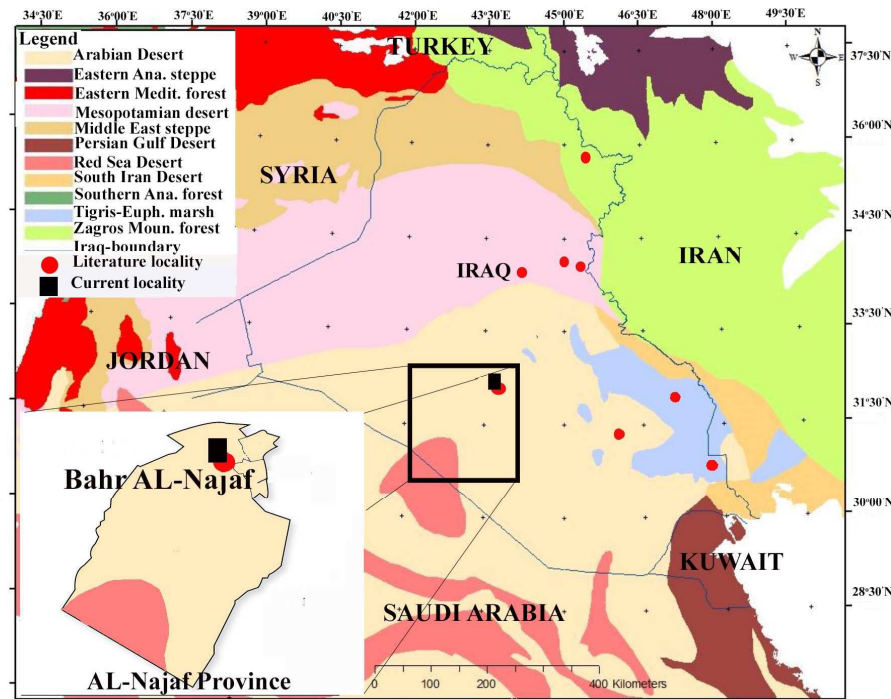 34°30'E 36°00'E 37°30'E 39°00'E 40°30'E 42°00'E 43°30'E 45°00'E 46°30'E 48°00'E 49°30'E
Legend
Arabian Desert
Eastern Ana. steppe
Eastern Medit. forest
Mesopotamian desert
Middle East steppe
Persian Gulf Desert
Red Sea Desert
South Iran Desert
Southern Ana. forest
Tigris-Euph. marsh
Zagros Moun. forest
Iraq-boundary
Literature locality
Current locality
TURKEY
N
W E
S
37°30'N
36°00'N
SYRIA
34°30'N
IRAN
IRAQ
33°30'N
JORDAN
31°30'N
Bahr AL-Najaf
30°00'N
KUWAIT
28°30'N
SAUDI ARABIA
AL-Najaf Province
0 100 200 400 Kilometers